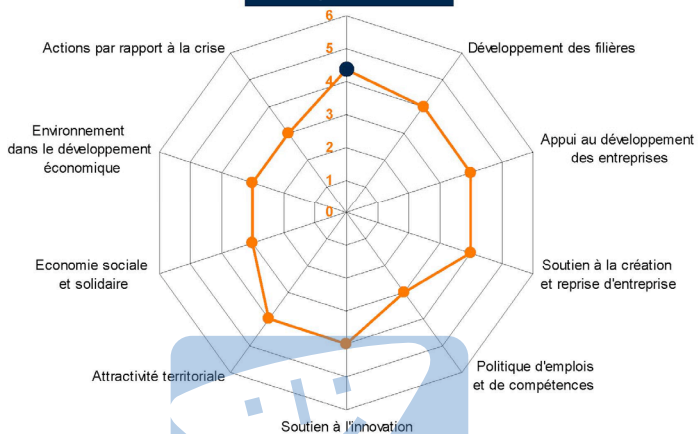 6
Actions par rapport à la crise
Développement des filières
5
4
Environnement
dans le développement
économique
3
Appui au développement
des entreprises
2
1
0
Economie sociale
et solidaire
Soutien à la création
et reprise d'entreprise
Attractivité territoriale
Politique d'emplois
et de compétences
Soutien à l'innovation